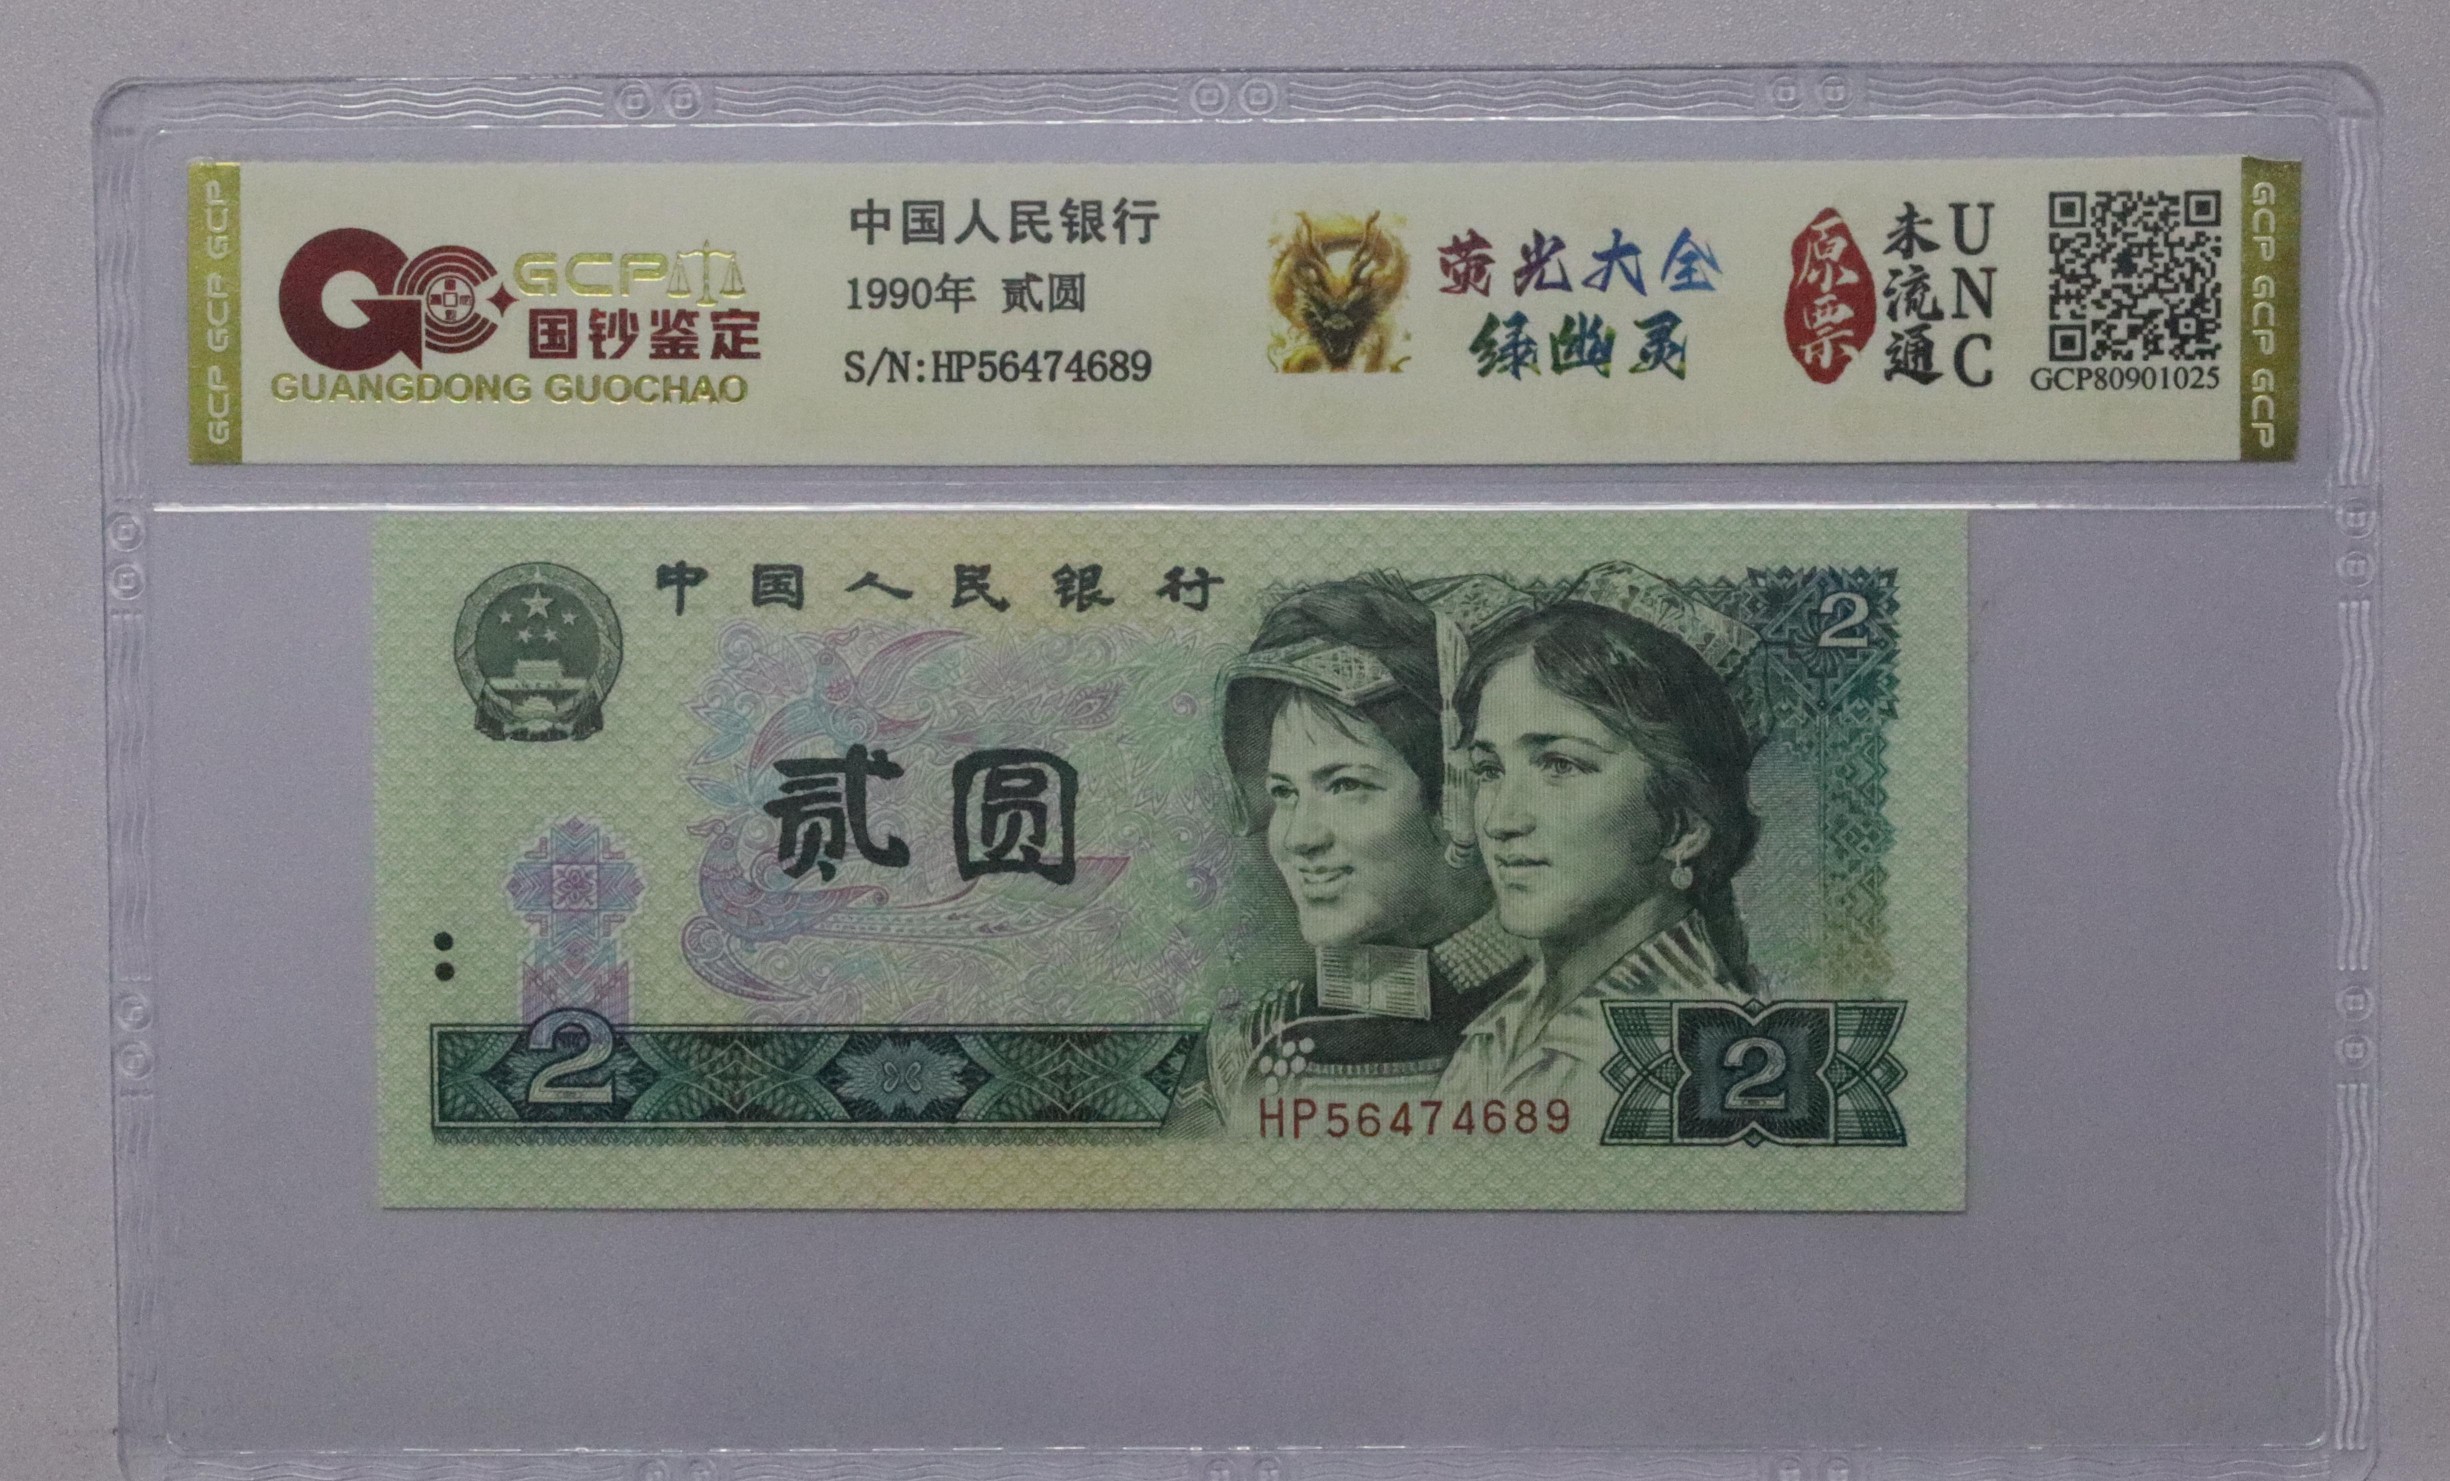 GCP GCP GCP
GCP
国钞鉴定
GUANGDONG GUOCHAO
中国人民银行
1990年 贰圆
S/N:HP56474689
荧光大全
绿幽灵
原票
未流通
UNC
GCP80901025
GCP GCP GCP
中国人民银行
2
贰圆
2
HP56474689
2